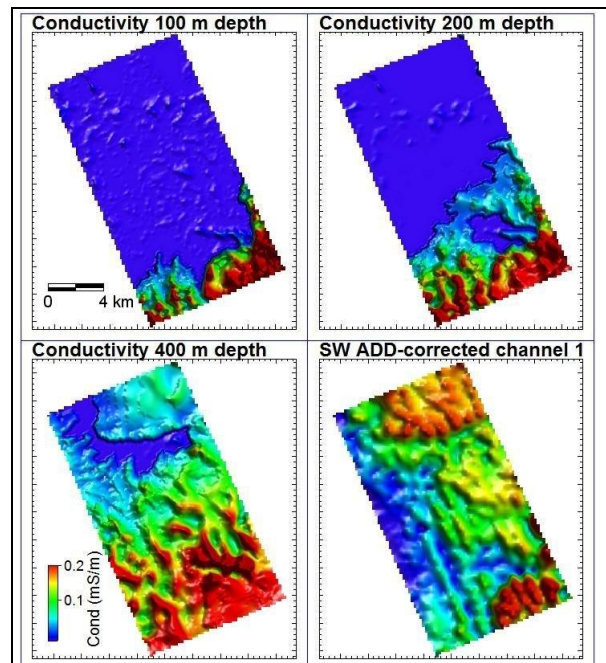 Conductivity 100 m depth
Conductivity 200 m depth
0 4 km
Conductivity 400 m depth
SW ADD-corrected channel 1
0.2
0.1
Cond (mS/m)